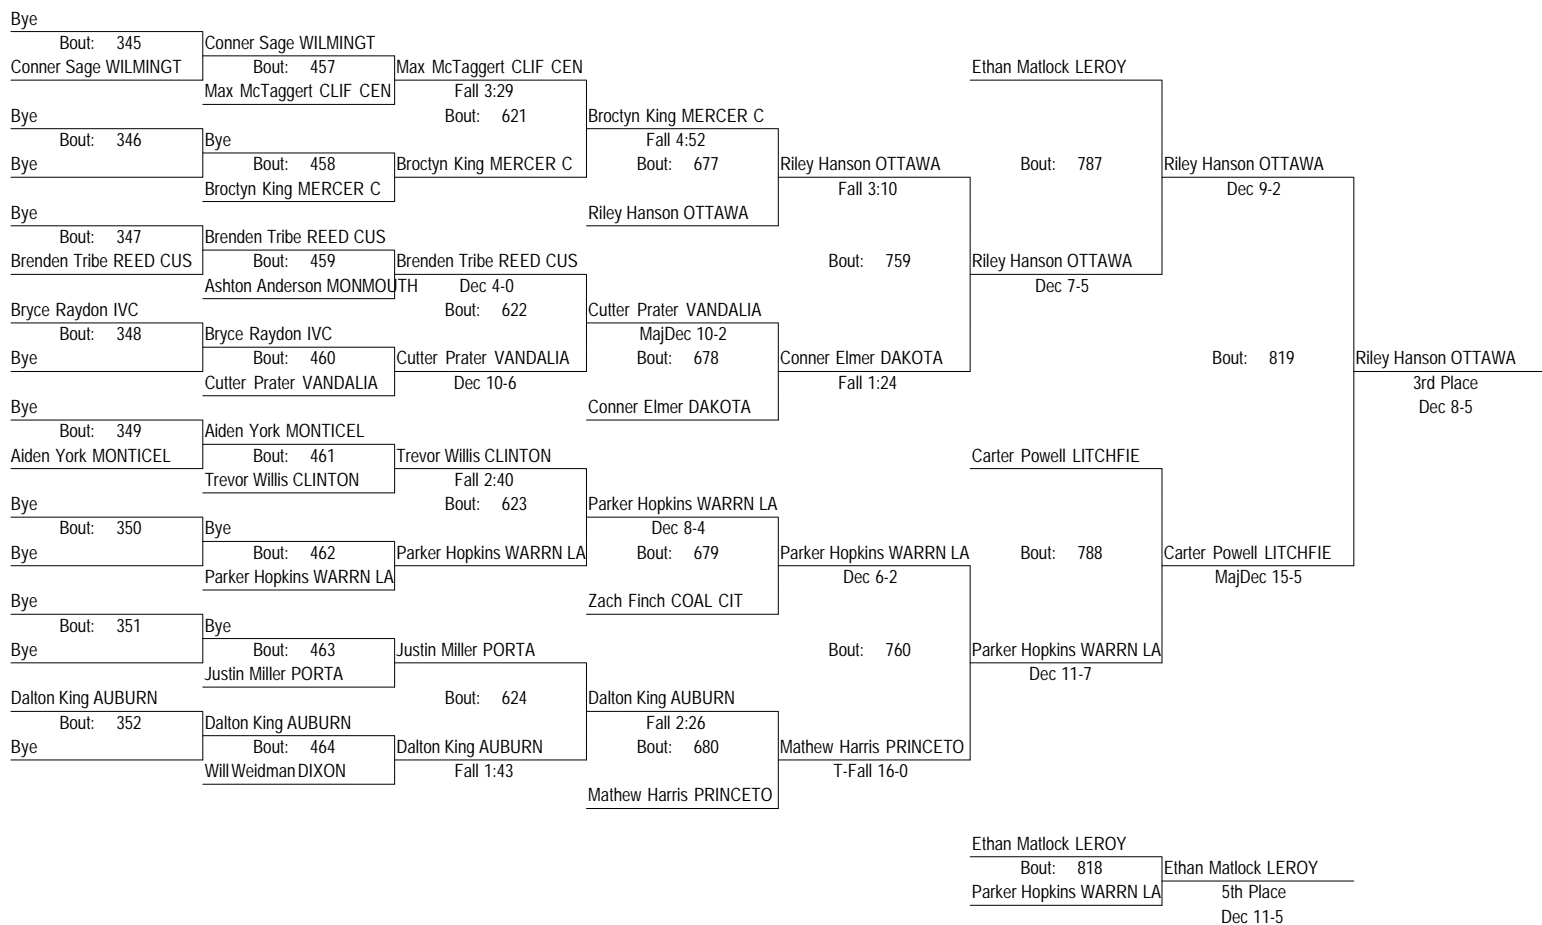 Bye
Bout: 345
Conner Sage WILMINGT
Bye
Bout: 346
Bye
Bye
Bout: 347
Brenden Tribe REED CUS
Bryce Raydon IVC
Bout: 348
Bye
Bye
Bout: 349
Aiden York MONTICEL
Bye
Bout: 350
Bye
Bye
Bout: 351
Bye
Dalton King AUBURN
Bout: 352
Bye
Conner Sage WILMINGT
Bout: 457
Max McTaggert CLIF CEN
Bye
Bout: 458
Broctyn King MERCER C
Brenden Tribe REED CUS
Bout: 459
Ashton Anderson MONMOUTH
Bryce Raydon IVC
Bout: 460
Cutter Prater VANDALIA
Aiden York MONTICEL
Bout: 461
Trevor Willis CLINTON
Bye
Bout: 462
Parker Hopkins WARRN LA
Bye
Bout: 463
Justin Miller PORTA
Dalton King AUBURN
Bout: 464
Will Weidman DIXON
Max McTaggert CLIF CEN
Fall 3:29
Bout: 621
Broctyn King MERCER C
Brenden Tribe REED CUS
Dec 4-0
Bout: 622
Cutter Prater VANDALIA
Dec 10-6
Trevor Willis CLINTON
Fall 2:40
Bout: 623
Parker Hopkins WARRN LA
Justin Miller PORTA
Bout: 624
Dalton King AUBURN
Fall 1:43
Broctyn King MERCER C
Fall 4:52
Bout: 677
Riley Hanson OTTAWA
Cutter Prater VANDALIA
MajDec 10-2
Bout: 678
Conner Elmer DAKOTA
Parker Hopkins WARRN LA
Dec 8-4
Bout: 679
Zach Finch COAL CIT
Dalton King AUBURN
Fall 2:26
Bout: 680
Mathew Harris PRINCETO
Riley Hanson OTTAWA
Fall 3:10
Bout: 759
Conner Elmer DAKOTA
Fall 1:24
Parker Hopkins WARRN LA
Dec 6-2
Bout: 760
Mathew Harris PRINCETO
T-Fall 16-0
Ethan Matlock LEROY
Bout: 787
Riley Hanson OTTAWA
Dec 7-5
Carter Powell LITCHFIE
Bout: 788
Parker Hopkins WARRN LA
Dec 11-7
Riley Hanson OTTAWA
Dec 9-2
Bout: 819
Carter Powell LITCHFIE
MajDec 15-5
Riley Hanson OTTAWA
3rd Place
Dec 8-5
Ethan Matlock LEROY
Bout: 818
Parker Hopkins WARRN LA
Ethan Matlock LEROY
5th Place
Dec 11-5